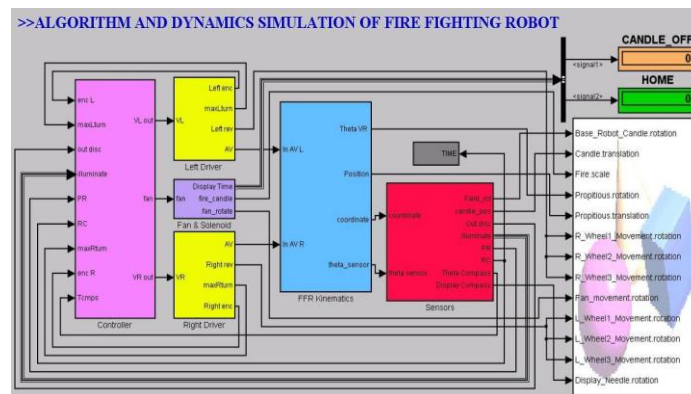 >>ALGORITHM AND DYNAMICS SIMULATION OF FIRE FIGHTING ROBOT
CANDLE_OFF
<signal1>
0
HOME
<signal2>
0
enc L
maxLturn
out disc
illuminate
PR
RC
maxRturn
enc R
Tcmps
VL out
fan
VR out
Controller
VL
Left enc
maxLturn
Left rev
AV
Left Driver
fan
Display Time
fire_candle
fan_rotate
Fan & Solenoid
VR
AV
Right rev
maxRturn
Right enc
Right Driver
In AV L
In AV R
Theta VR
Position
coordinate
theta_sensor
FFR Kinematics
TIME
coordinate
theta sensor
Field_rot
candle_pos
Out disc
illuminate
PR
RC
Theta Compass
Display Compass
Sensors
Base_Robot_Candle.rotation
Candle.translation
Fire.scale
Propitious.rotation
Propitious.translation
R_Wheel1_Movement.rotation
R_Wheel2_Movement.rotation
R_Wheel3_Movement.rotation
Fan_movement.rotation
L_Wheel1_Movement.rotation
L_Wheel2_Movement.rotation
L_Wheel3_Movement.rotation
Display_Needle.rotation